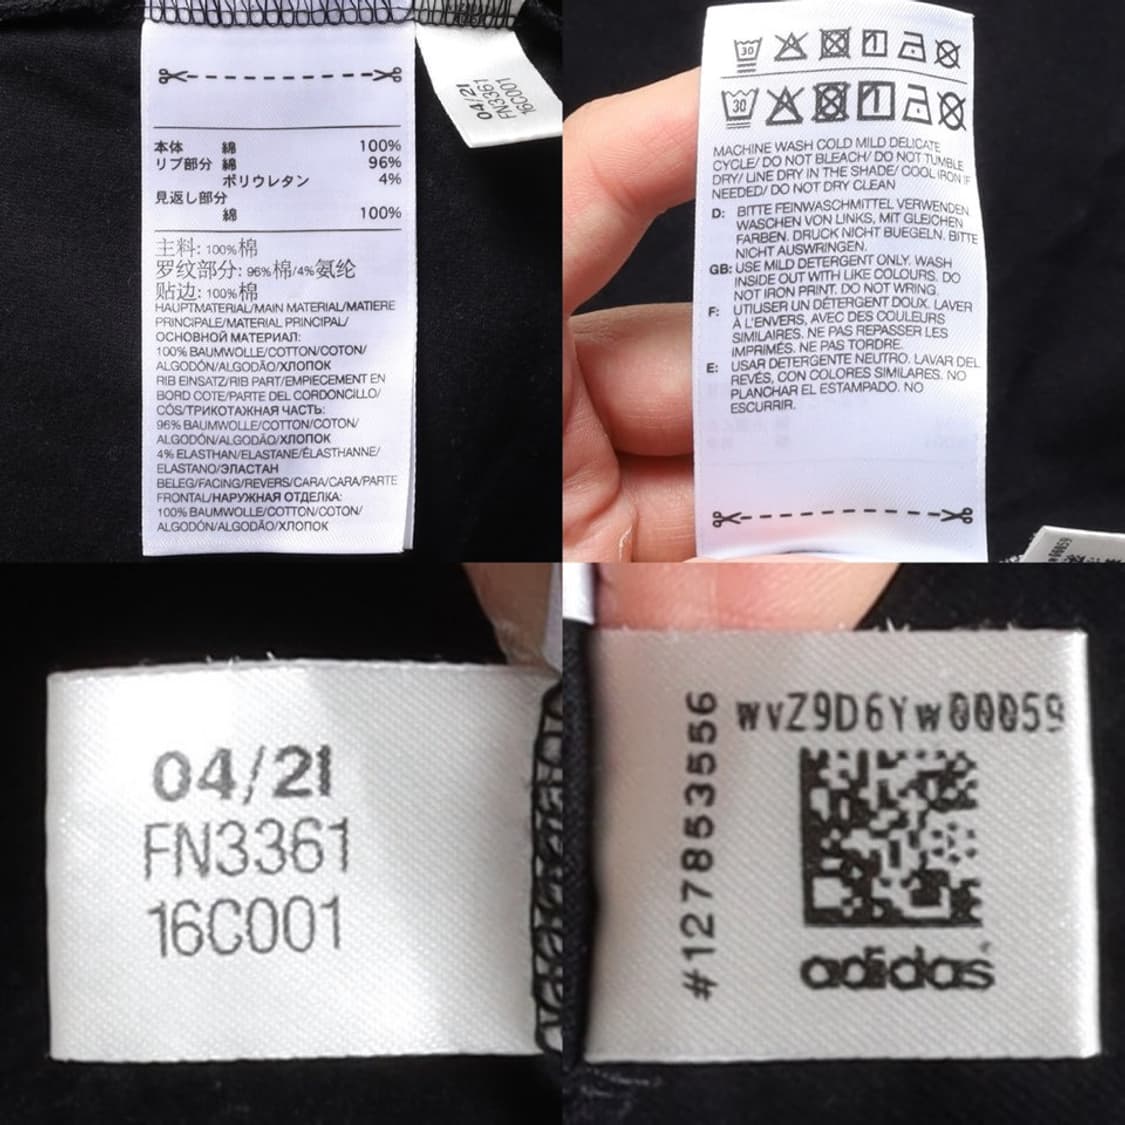 本体 綿 100%
リブ部分 綿 96%
ポリウレタン 4%
見返し部分
綿 100%
主料: 100%棉
罗纹部分: 96%棉/4%氨纶
贴边: 100%棉
HAUPTMATERIAL/MAIN MATERIAL/MATIERE
PRINCIPALE/MATERIAL PRINCIPAL/
ОСНОВНОЙ МАТЕРИАЛ:
100% BAUMWOLLE/COTTON/COTON/
ALGODÓN/ALGODÃO/ХЛОПОК
RIB EINSATZ/RIB PART/EMPIECEMENT EN
BORD COTE/PARTE DEL CORDONCILLO/
CÓS/ТРИКОТАЖНАЯ ЧАСТЬ:
96% BAUMWOLLE/COTTON/COTON/
ALGODÓN/ALGODÃO/ХЛОПОК
4% ELASTHAN/ELASTANE/ÉLASTHANNE/
ELASTANO/ЭЛАСТАН
BELEG/FACING/REVERS/CARA/CARA/PARTE
FRONTAL/НАРУЖНАЯ ОТДЕЛКА:
100% BAUMWOLLE/COTTON/COTON/
ALGODÓN/ALGODÃO/ХЛОПОК
04/21
FN3361
16C001
30
30
MACHINE WASH COLD MILD DELICATE
CYCLE/ DO NOT BLEACH/ DO NOT TUMBLE
DRY/ LINE DRY IN THE SHADE/ COOL IRON IF
NEEDED/ DO NOT DRY CLEAN
D: BITTE FEINWASCHMITTEL VERWENDEN.
WASCHEN VON LINKS, MIT GLEICHEN
FARBEN. DRUCK NICHT BUEGELN. BITTE
NICHT AUSWRINGEN.
GB: USE MILD DETERGENT ONLY. WASH
INSIDE OUT WITH LIKE COLOURS. DO
NOT IRON PRINT. DO NOT WRING.
F: UTILISER UN DÉTERGENT DOUX. LAVER
À L'ENVERS, AVEC DES COULEURS
SIMILAIRES. NE PAS REPASSER LES
IMPRIMÉS. NE PAS TORDRE.
E: USAR DETERGENTE NEUTRO. LAVAR DEL
REVÉS, CON COLORES SIMILARES. NO
PLANCHAR EL ESTAMPADO. NO
ESCURRIR.
04/21
FN3361
16C001
#127853556
wvZ9D6Yw00059
adidas